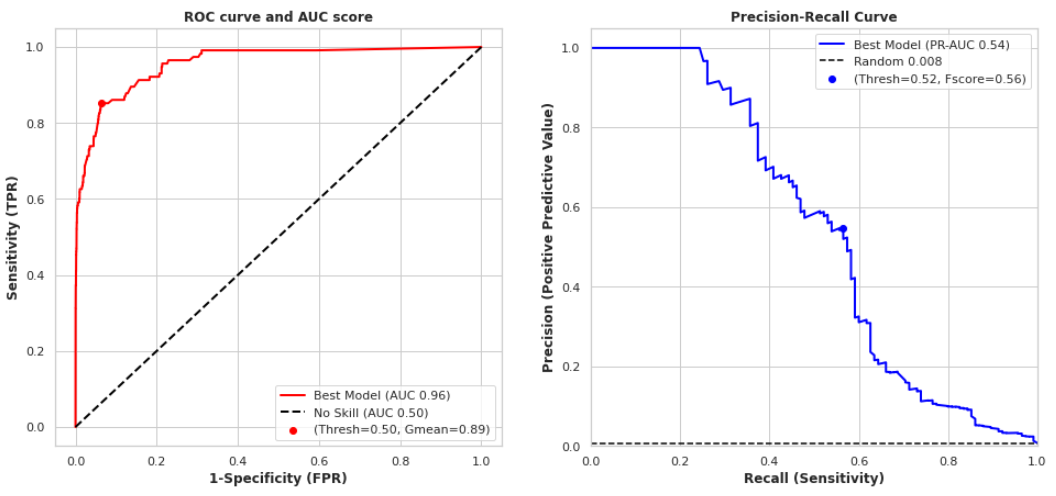 ROC curve and AUC score
1.0
0.8
0.6
0.4
0.2
0.0
Sensitivity (TPR)
0.0 0.2 0.4 0.6 0.8 1.0
1-Specificity (FPR)
Best Model (AUC 0.96)
No Skill (AUC 0.50)
(Thresh=0.50, Gmean=0.89)
Precision-Recall Curve
1.0
0.8
0.6
0.4
0.2
0.0
Precision (Positive Predictive Value)
0.0 0.2 0.4 0.6 0.8 1.0
Recall (Sensitivity)
Best Model (PR-AUC 0.54)
Random 0.008
(Thresh=0.52, Fscore=0.56)